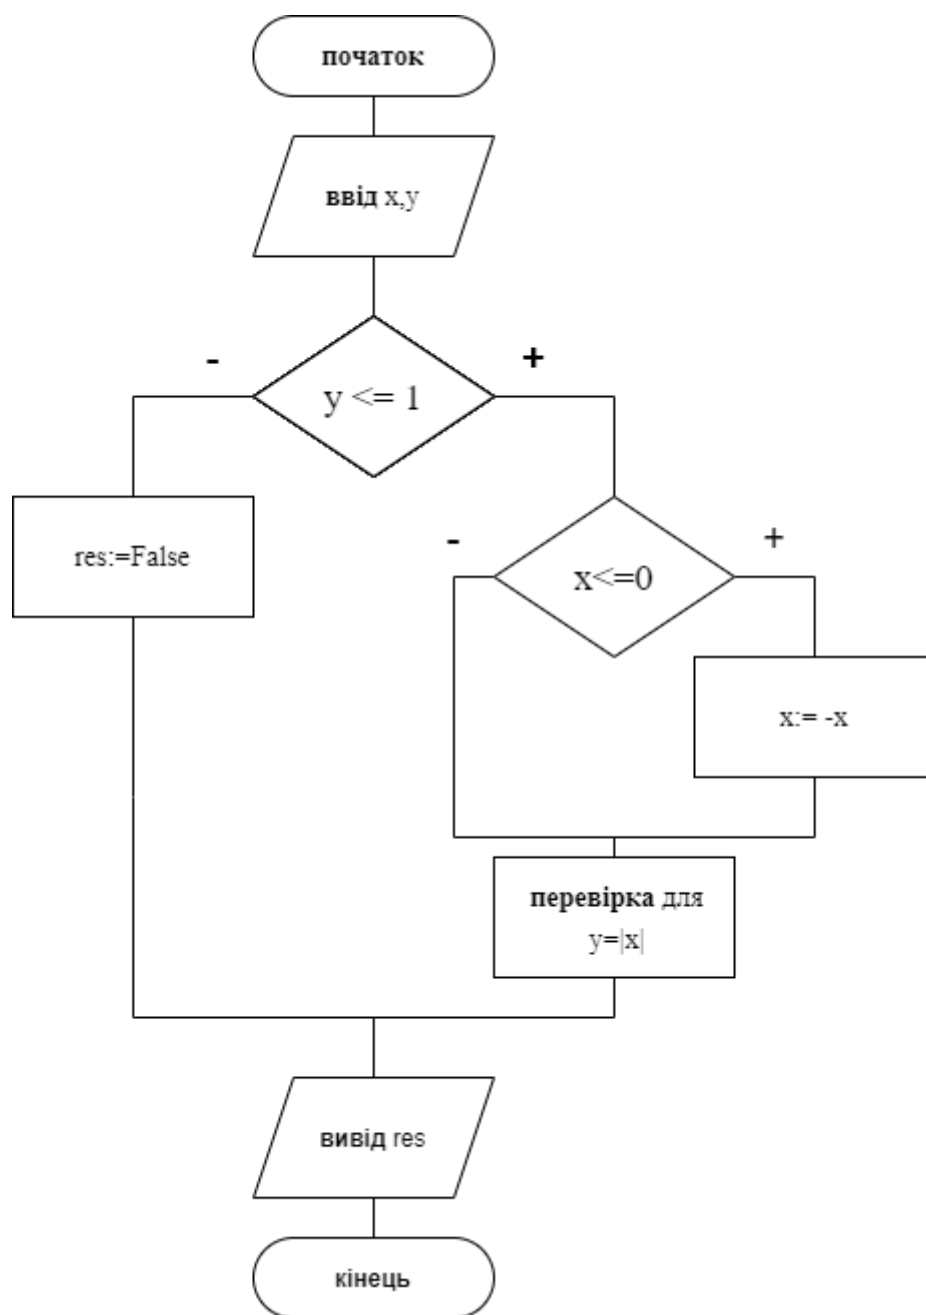 початок
ввід x,y
- +
y <= 1
res:=False
- +
x<=0
x:= -x
перевірка для
y=|x|
вивід res
кінець